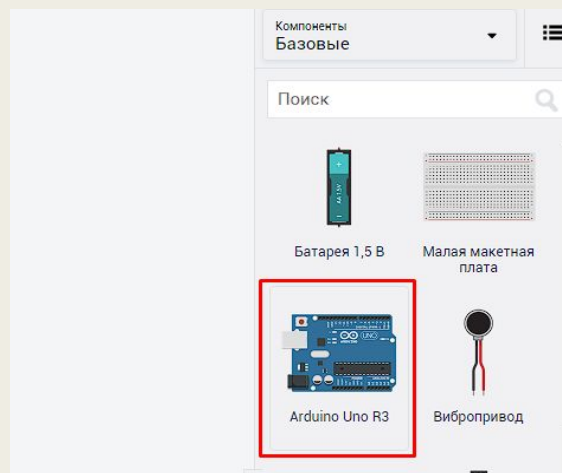 Компоненты
Базовые
Поиск
Батарея 1,5 В
Малая макетная
плата
Arduino Uno R3
Вибропривод